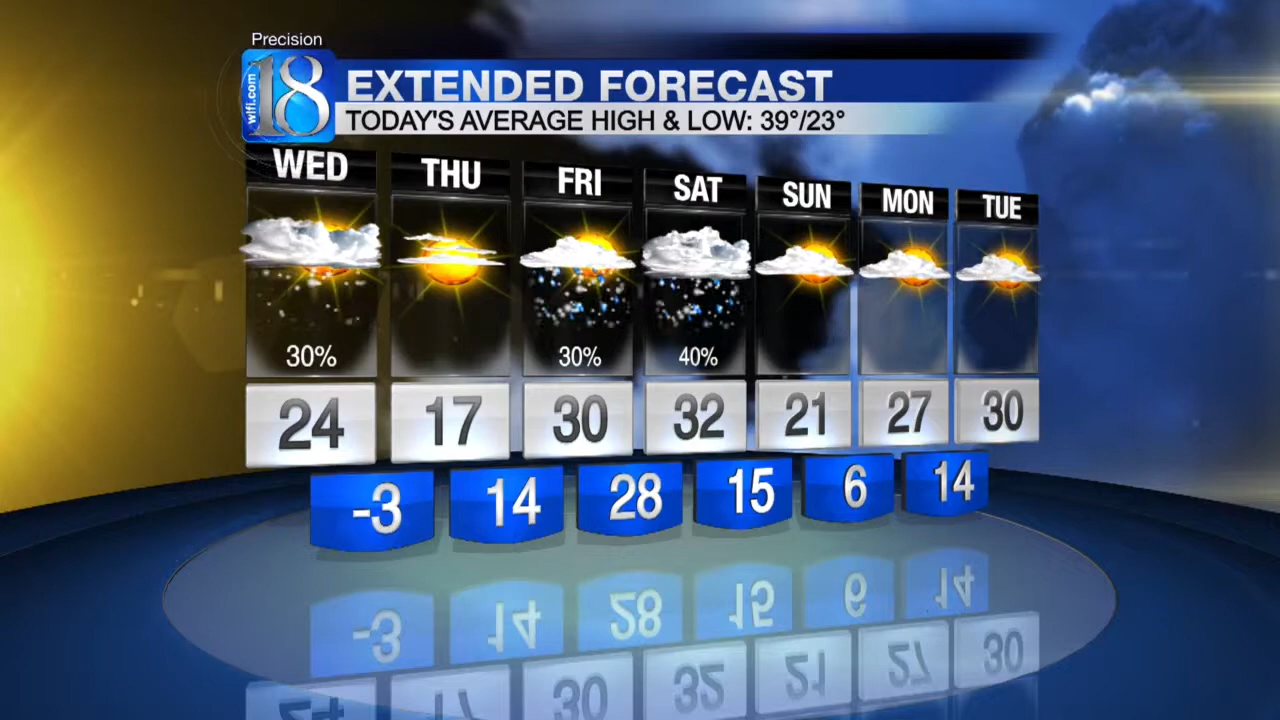 Precision
wlfi.com
18
EXTENDED FORECAST
TODAY'S AVERAGE HIGH & LOW: 39°/23°
WED THU FRI SAT SUN MON TUE
30% 30% 40%
24 17 30 32 21 27 30
-3 14 28 15 6 14